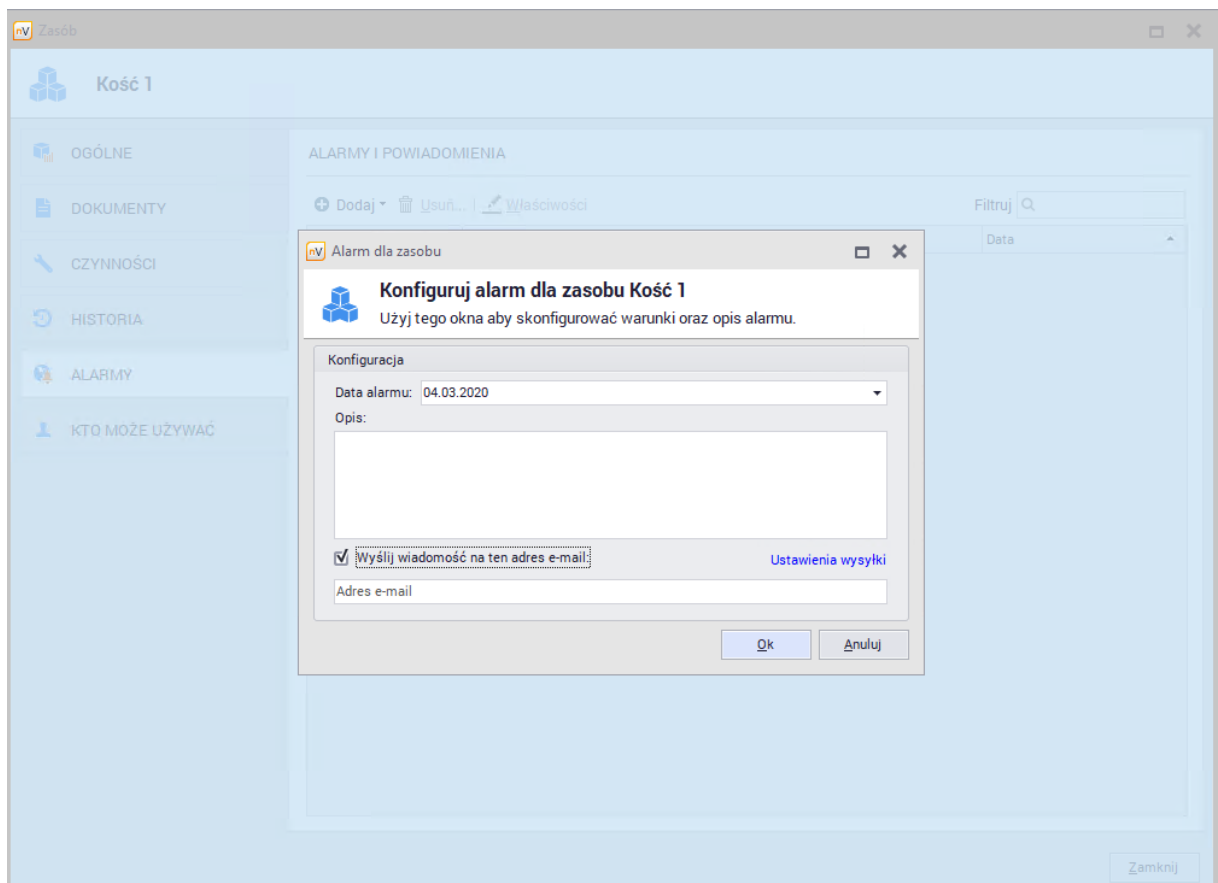 nV Zasób
Kość 1
OGÓLNE
DOKUMENTY
CZYNNOŚCI
HISTORIA
ALARMY
KTO MOŻE UŻYWAĆ
ALARMY I POWIADOMIENIA
Dodaj Usuń... | Właściwości Filtruj
Data
nV Alarm dla zasobu
Konfiguruj alarm dla zasobu Kość 1
Użyj tego okna aby skonfigurować warunki oraz opis alarmu.
Konfiguracja
Data alarmu: 04.03.2020
Opis:
Wyślij wiadomość na ten adres e-mail: Ustawienia wysyłki
Adres e-mail
Ok Anuluj
Zamknij